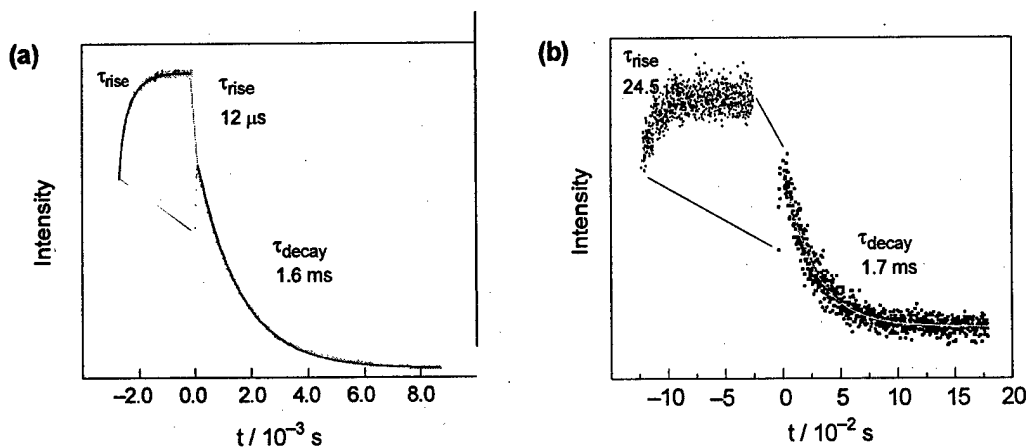 (a)
Intensity
τrise
τrise
12 μs
τdecay
1.6 ms
–2.0 0.0 2.0 4.0 6.0 8.0
t / 10⁻³ s
(b)
Intensity
τrise
24.5
τdecay
1.7 ms
–10 –5 0 5 10 15 20
t / 10⁻² s